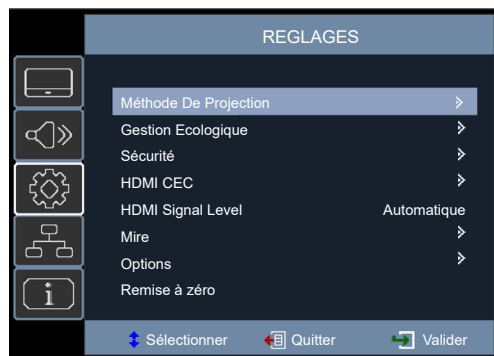 REGLAGES
Méthode De Projection
Gestion Ecologique
Sécurité
HDMI CEC
HDMI Signal Level Automatique
Mire
Options
Remise à zéro
Sélectionner Quitter Valider